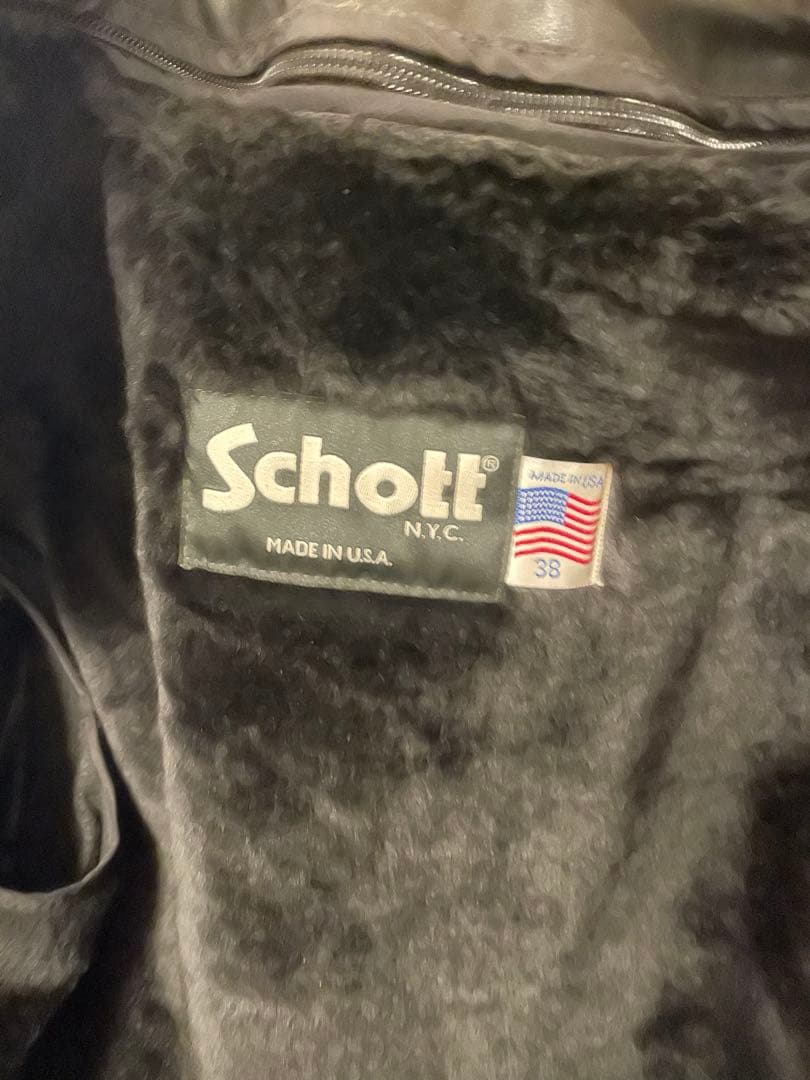 Schott®
N.Y.C.
MADE IN U.S.A.
MADE IN USA
38